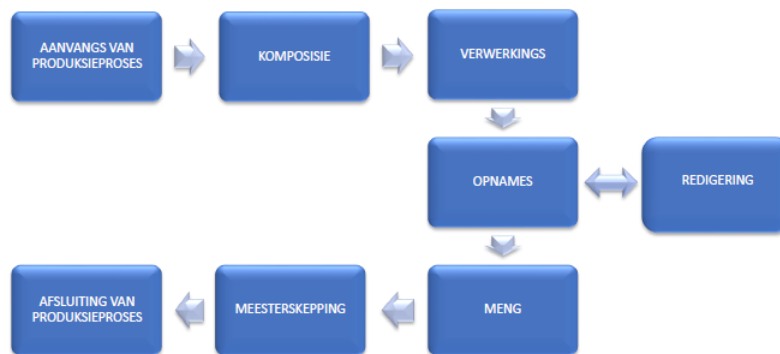 AANVANGS VAN
PRODUKSIEPROSES
KOMPOSISIE
VERWERKINGS
OPNAMES
REDIGERING
AFSLUITING VAN
PRODUKSIEPROSES
MEESTERSKEPPING
MENG